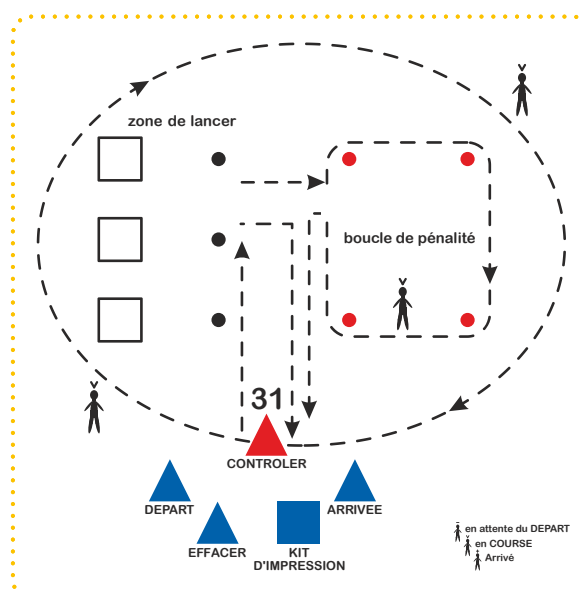 zone de lancer
boucle de pénalité
31
CONTROLER
DEPART
ARRIVEE
EFFACER
KIT
D'IMPRESSION
en attente du DEPART
en COURSE
Arrivé